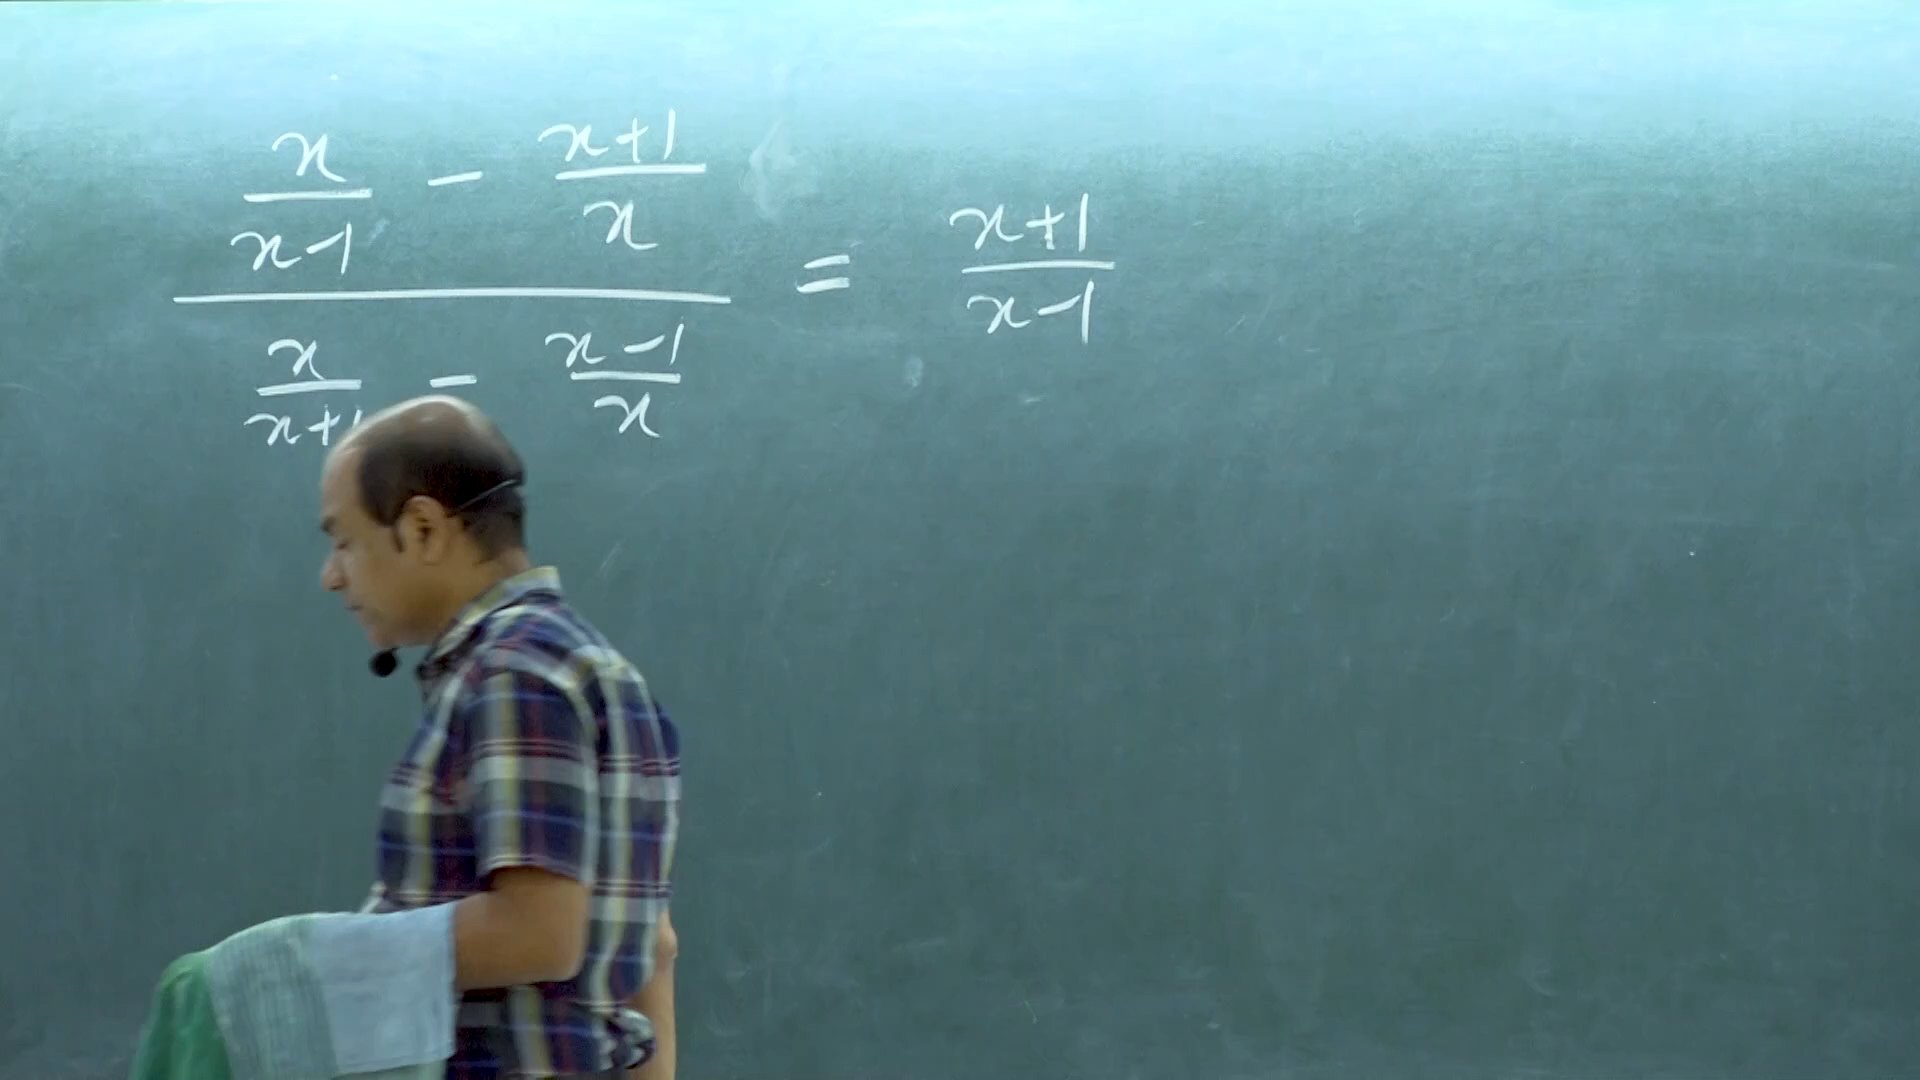 x/(x-1) - (x+1)/x
x/(x+1) - (x-1)/x
= (x+1)/(x-1)